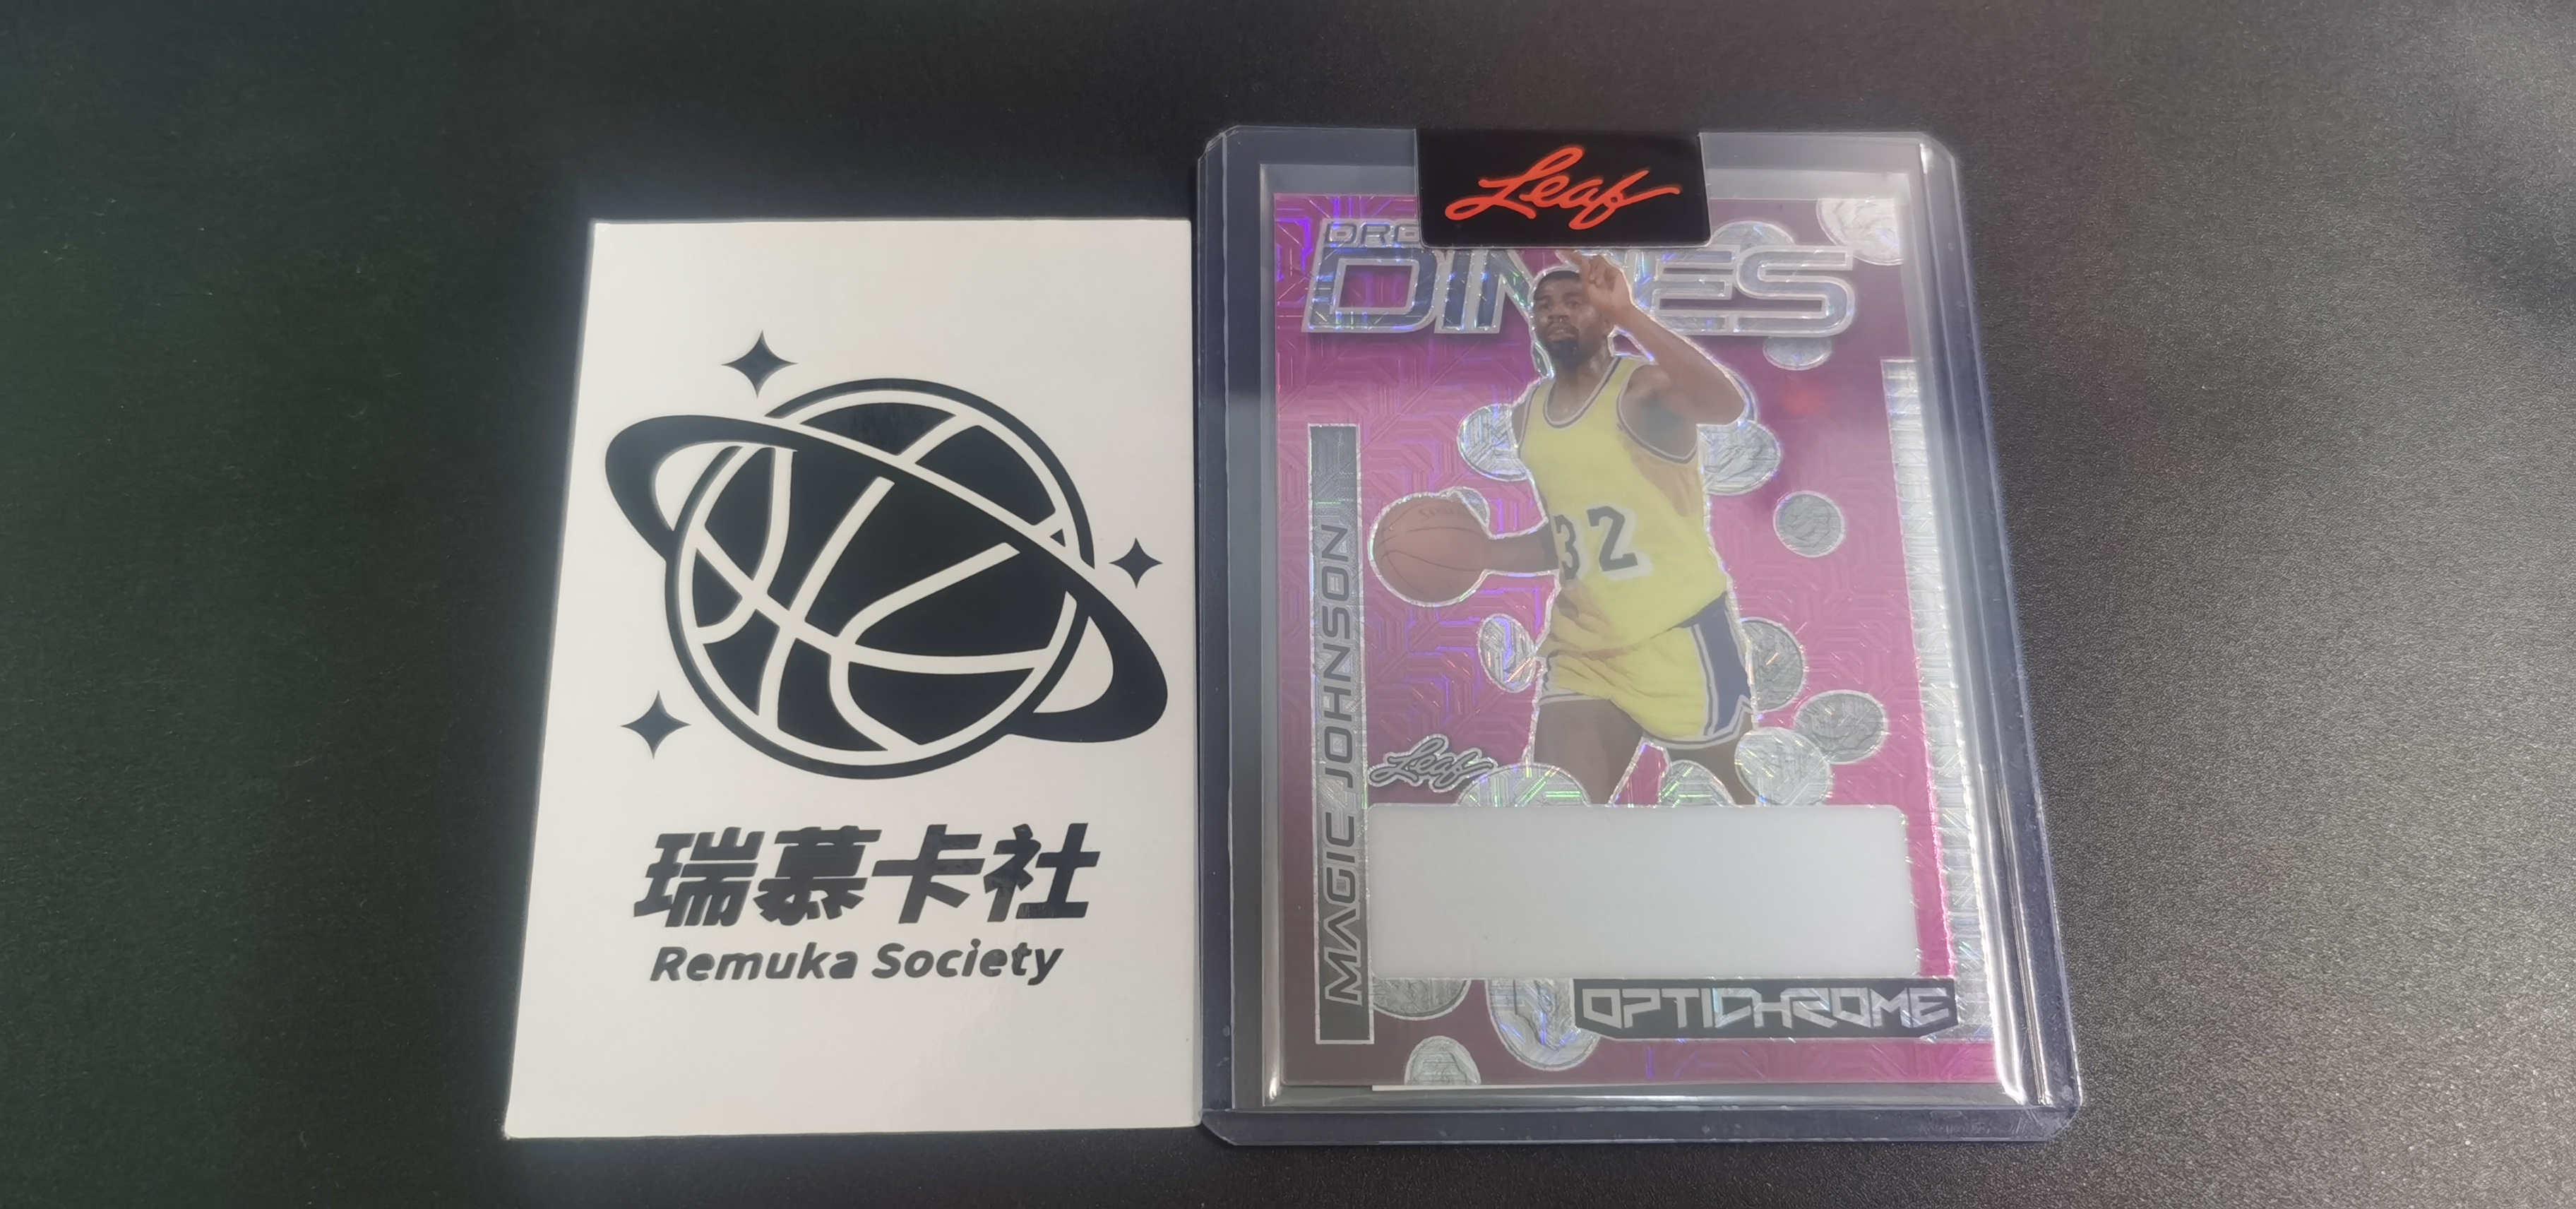 瑞慕卡社
Remuka Society
Leaf
DIMES
32
Leaf
MAGIC JOHNSON
OPTICHROME